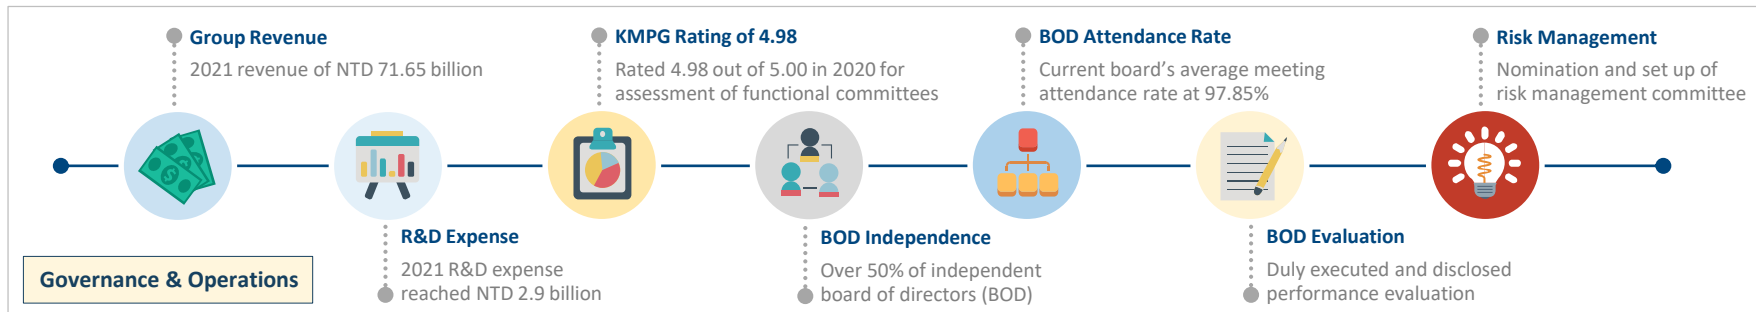 Group Revenue
2021 revenue of NTD 71.65 billion
KMPG Rating of 4.98
Rated 4.98 out of 5.00 in 2020 for
assessment of functional committees
BOD Attendance Rate
Current board's average meeting
attendance rate at 97.85%
Risk Management
Nomination and set up of
risk management committee
R&D Expense
2021 R&D expense
reached NTD 2.9 billion
BOD Independence
Over 50% of independent
board of directors (BOD)
BOD Evaluation
Duly executed and disclosed
performance evaluation
Governance & Operations